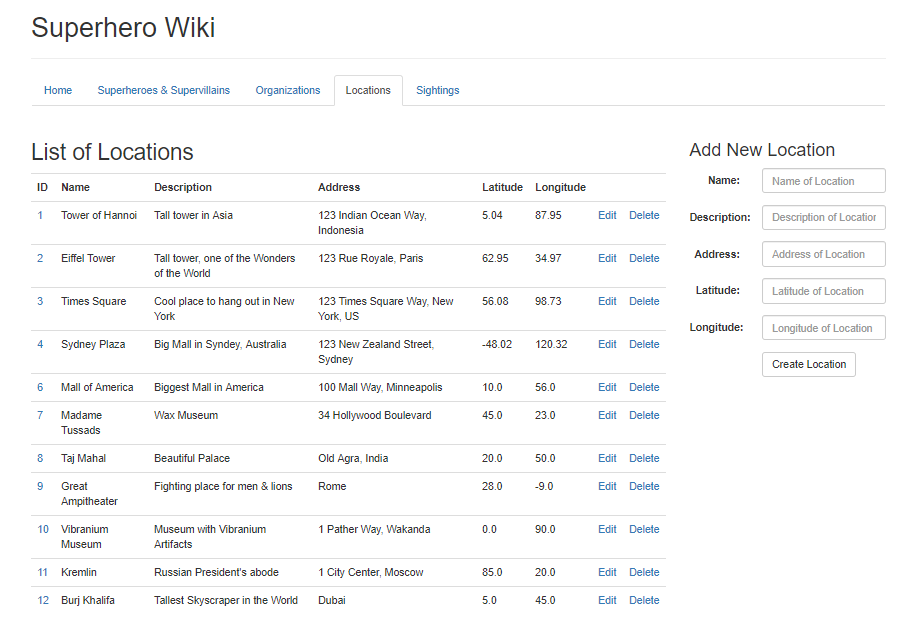 Superhero Wiki
Home Superheroes & Supervillains Organizations Locations Sightings
List of Locations
ID Name Description Address Latitude Longitude
1 Tower of Hannoi Tall tower in Asia 123 Indian Ocean Way, 5.04 87.95 Edit Delete
Indonesia
2 Eiffel Tower Tall tower, one of the Wonders 123 Rue Royale, Paris 62.95 34.97 Edit Delete
of the World
3 Times Square Cool place to hang out in New 123 Times Square Way, New 56.08 98.73 Edit Delete
York York, US
4 Sydney Plaza Big Mall in Syndey, Australia 123 New Zealand Street, -48.02 120.32 Edit Delete
Sydney
6 Mall of America Biggest Mall in America 100 Mall Way, Minneapolis 10.0 56.0 Edit Delete
7 Madame Wax Museum 34 Hollywood Boulevard 45.0 23.0 Edit Delete
Tussads
8 Taj Mahal Beautiful Palace Old Agra, India 20.0 50.0 Edit Delete
9 Great Fighting place for men & lions Rome 28.0 -9.0 Edit Delete
Ampitheater
10 Vibranium Museum with Vibranium 1 Pather Way, Wakanda 0.0 90.0 Edit Delete
Museum Artifacts
11 Kremlin Russian President's abode 1 City Center, Moscow 85.0 20.0 Edit Delete
12 Burj Khalifa Tallest Skyscraper in the World Dubai 5.0 45.0 Edit Delete
Add New Location
Name: Name of Location
Description: Description of Location
Address: Address of Location
Latitude: Latitude of Location
Longitude: Longitude of Location
Create Location